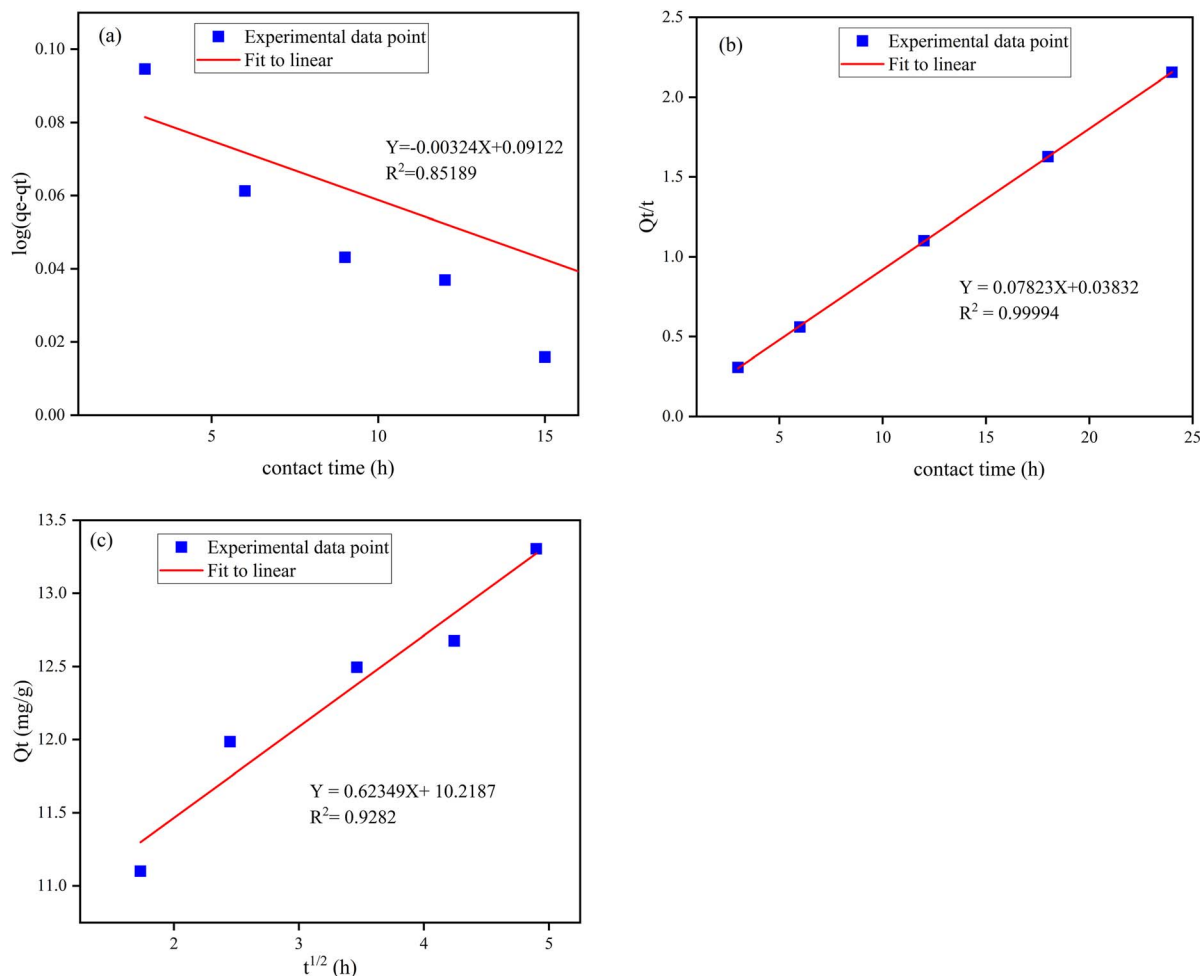 (a)
Experimental data point
Fit to linear
Y=-0.00324X+0.09122
R²=0.85189
0.10
0.08
0.06
0.04
0.02
0.00
log(qe-qt)
5
10
15
contact time (h)
(b)
Experimental data point
Fit to linear
Y = 0.07823X+0.03832
R² = 0.99994
2.5
2.0
1.5
1.0
0.5
0.0
Qt/t
5
10
15
20
25
contact time (h)
(c)
Experimental data point
Fit to linear
Y = 0.62349X+ 10.2187
R²= 0.9282
13.5
13.0
12.5
12.0
11.5
11.0
Qt (mg/g)
2
3
4
5
t^1/2 (h)